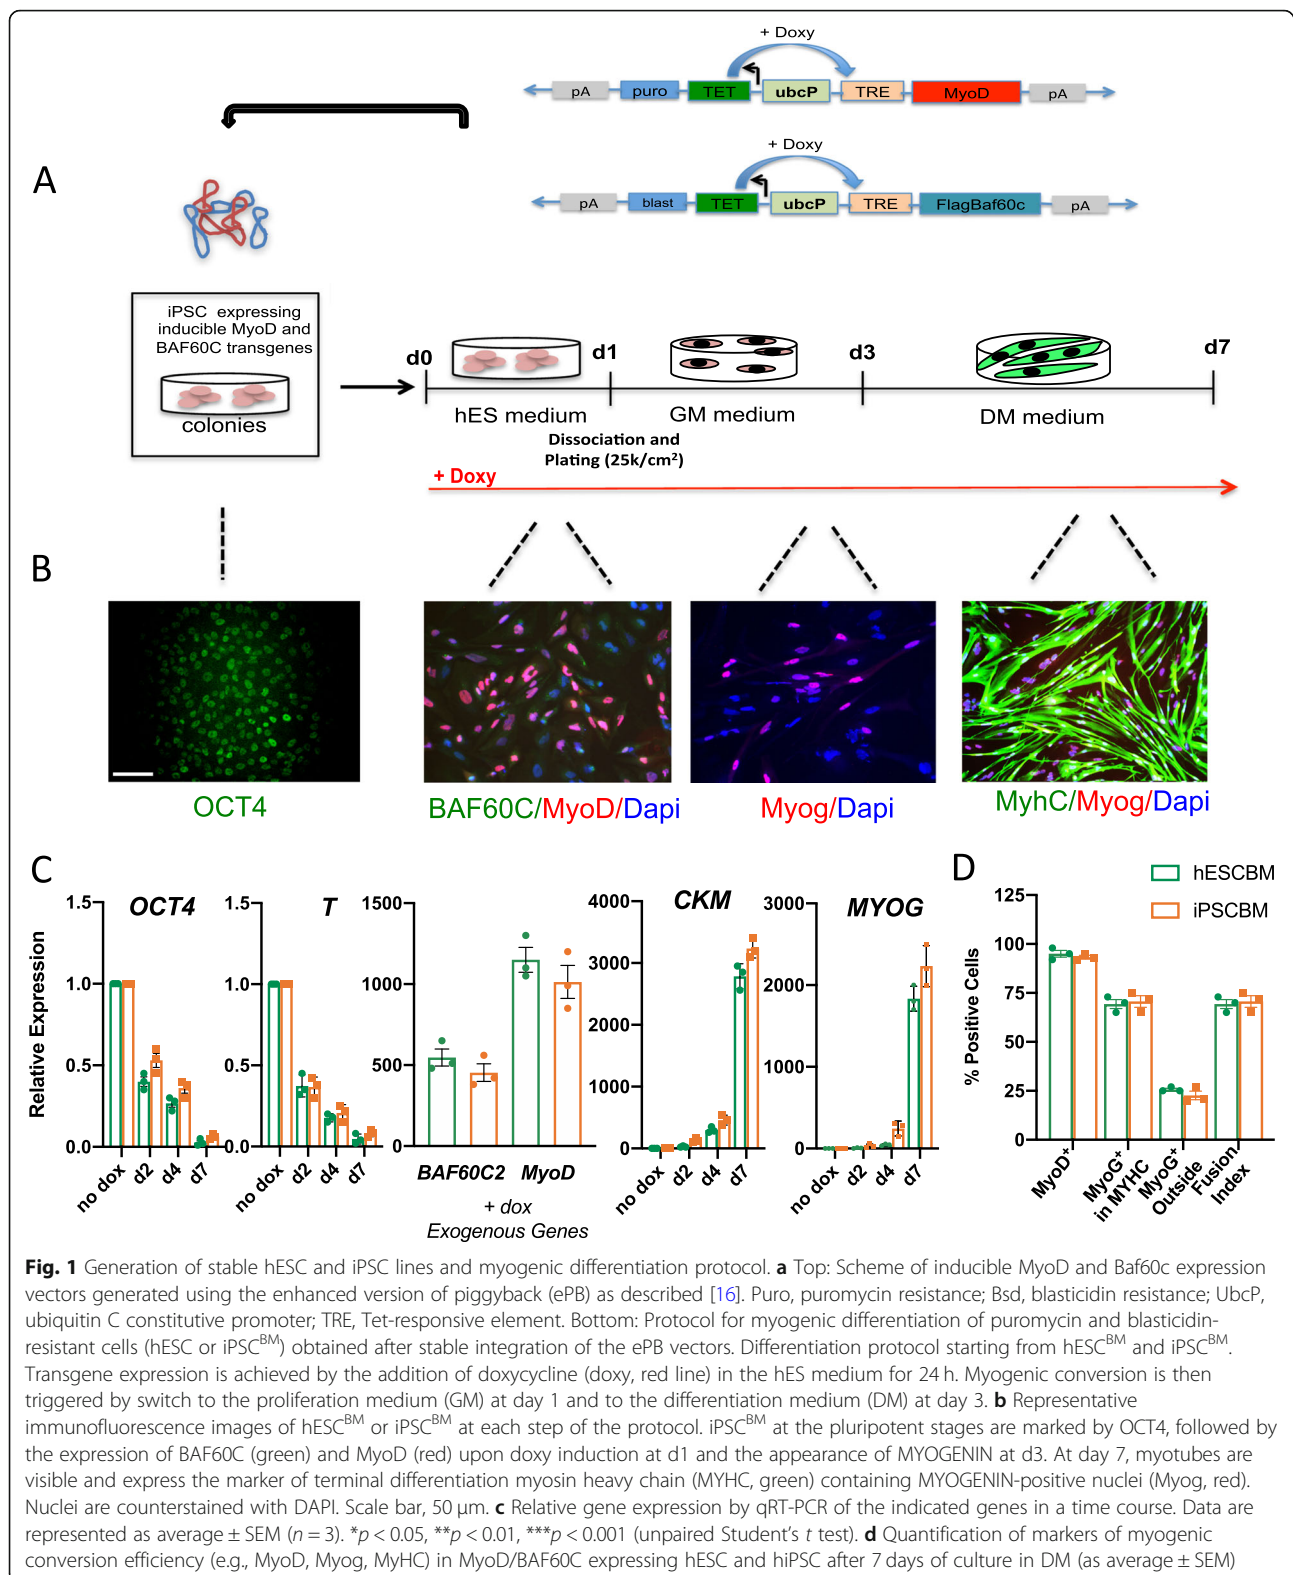 + Doxy
pA puro TET ubcP TRE MyoD pA
+ Doxy
pA blast TET ubcP TRE FlagBaf60c pA
A
iPSC expressing
inducible MyoD and
BAF60C transgenes
colonies
d0 d1 d3 d7
hES medium GM medium DM medium
Dissociation and
Plating (25k/cm²)
+ Doxy
B
OCT4
BAF60C/MyoD/Dapi
Myog/Dapi
MyhC/Myog/Dapi
C
Relative Expression
OCT4
1.5
1.0
0.5
0.0
no dox d2 d4 d7
T
1.5
1.0
0.5
0.0
no dox d2 d4 d7
1500
1000
500
0
BAF60C2 MyoD
+ dox
Exogenous Genes
CKM
4000
3000
2000
1000
0
no dox d2 d4 d7
MYOG
3000
2000
1000
0
no dox d2 d4 d7
D
hESCBM
iPSCBM
% Positive Cells
125
100
75
50
25
0
MyoD⁺
MyoG⁺
in MYHC
MyoG⁺
Outside
Fusion
Index
Fig. 1 Generation of stable hESC and iPSC lines and myogenic differentiation protocol. a Top: Scheme of inducible MyoD and Baf60c expression
vectors generated using the enhanced version of piggyback (ePB) as described [16]. Puro, puromycin resistance; Bsd, blasticidin resistance; UbcP,
ubiquitin C constitutive promoter; TRE, Tet-responsive element. Bottom: Protocol for myogenic differentiation of puromycin and blasticidin-
resistant cells (hESC or iPSCᴮᴹ) obtained after stable integration of the ePB vectors. Differentiation protocol starting from hESCᴮᴹ and iPSCᴮᴹ.
Transgene expression is achieved by the addition of doxycycline (doxy, red line) in the hES medium for 24 h. Myogenic conversion is then
triggered by switch to the proliferation medium (GM) at day 1 and to the differentiation medium (DM) at day 3. b Representative
immunofluorescence images of hESCᴮᴹ or iPSCᴮᴹ at each step of the protocol. iPSCᴮᴹ at the pluripotent stages are marked by OCT4, followed by
the expression of BAF60C (green) and MyoD (red) upon doxy induction at d1 and the appearance of MYOGENIN at d3. At day 7, myotubes are
visible and express the marker of terminal differentiation myosin heavy chain (MYHC, green) containing MYOGENIN-positive nuclei (Myog, red).
Nuclei are counterstained with DAPI. Scale bar, 50 μm. c Relative gene expression by qRT-PCR of the indicated genes in a time course. Data are
represented as average ± SEM (n = 3). *p < 0.05, **p < 0.01, ***p < 0.001 (unpaired Student's t test). d Quantification of markers of myogenic
conversion efficiency (e.g., MyoD, Myog, MyHC) in MyoD/BAF60C expressing hESC and hiPSC after 7 days of culture in DM (as average ± SEM)